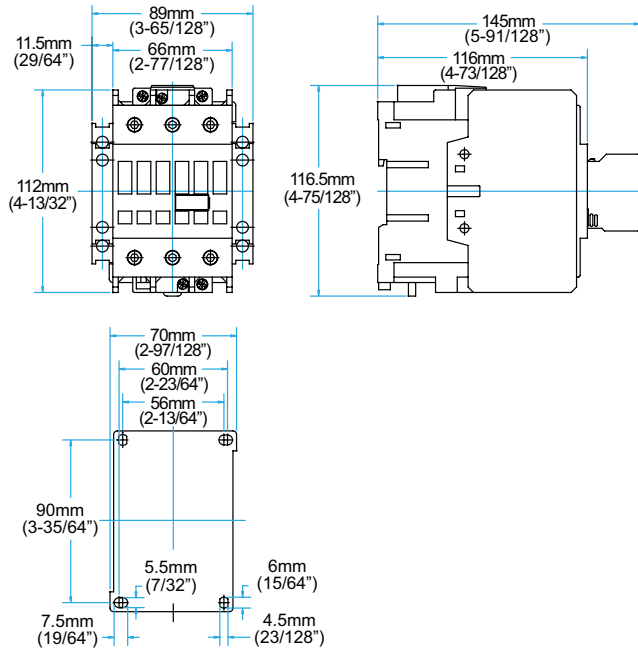 89mm
(3-65/128”)
11.5mm
(29/64”)
66mm
(2-77/128”)
112mm
(4-13/32”)
145mm
(5-91/128”)
116mm
(4-73/128”)
116.5mm
(4-75/128”)
70mm
(2-97/128”)
60mm
(2-23/64”)
56mm
(2-13/64”)
90mm
(3-35/64”)
5.5mm
(7/32”)
6mm
(15/64”)
7.5mm
(19/64”)
4.5mm
(23/128”)